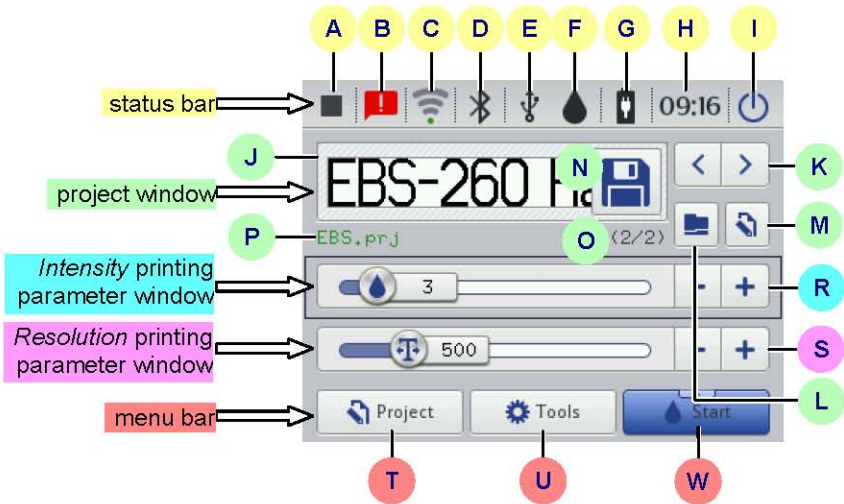 A B C D E F G H I
status bar
!
09:16
J
N
K
EBS-260 Ha
project window
M
P
EBS.prj
O
(2/2)
Intensity printing
parameter window
3
- +
R
Resolution printing
parameter window
T
500
- +
S
L
menu bar
Project
Tools
Start
T
U
W